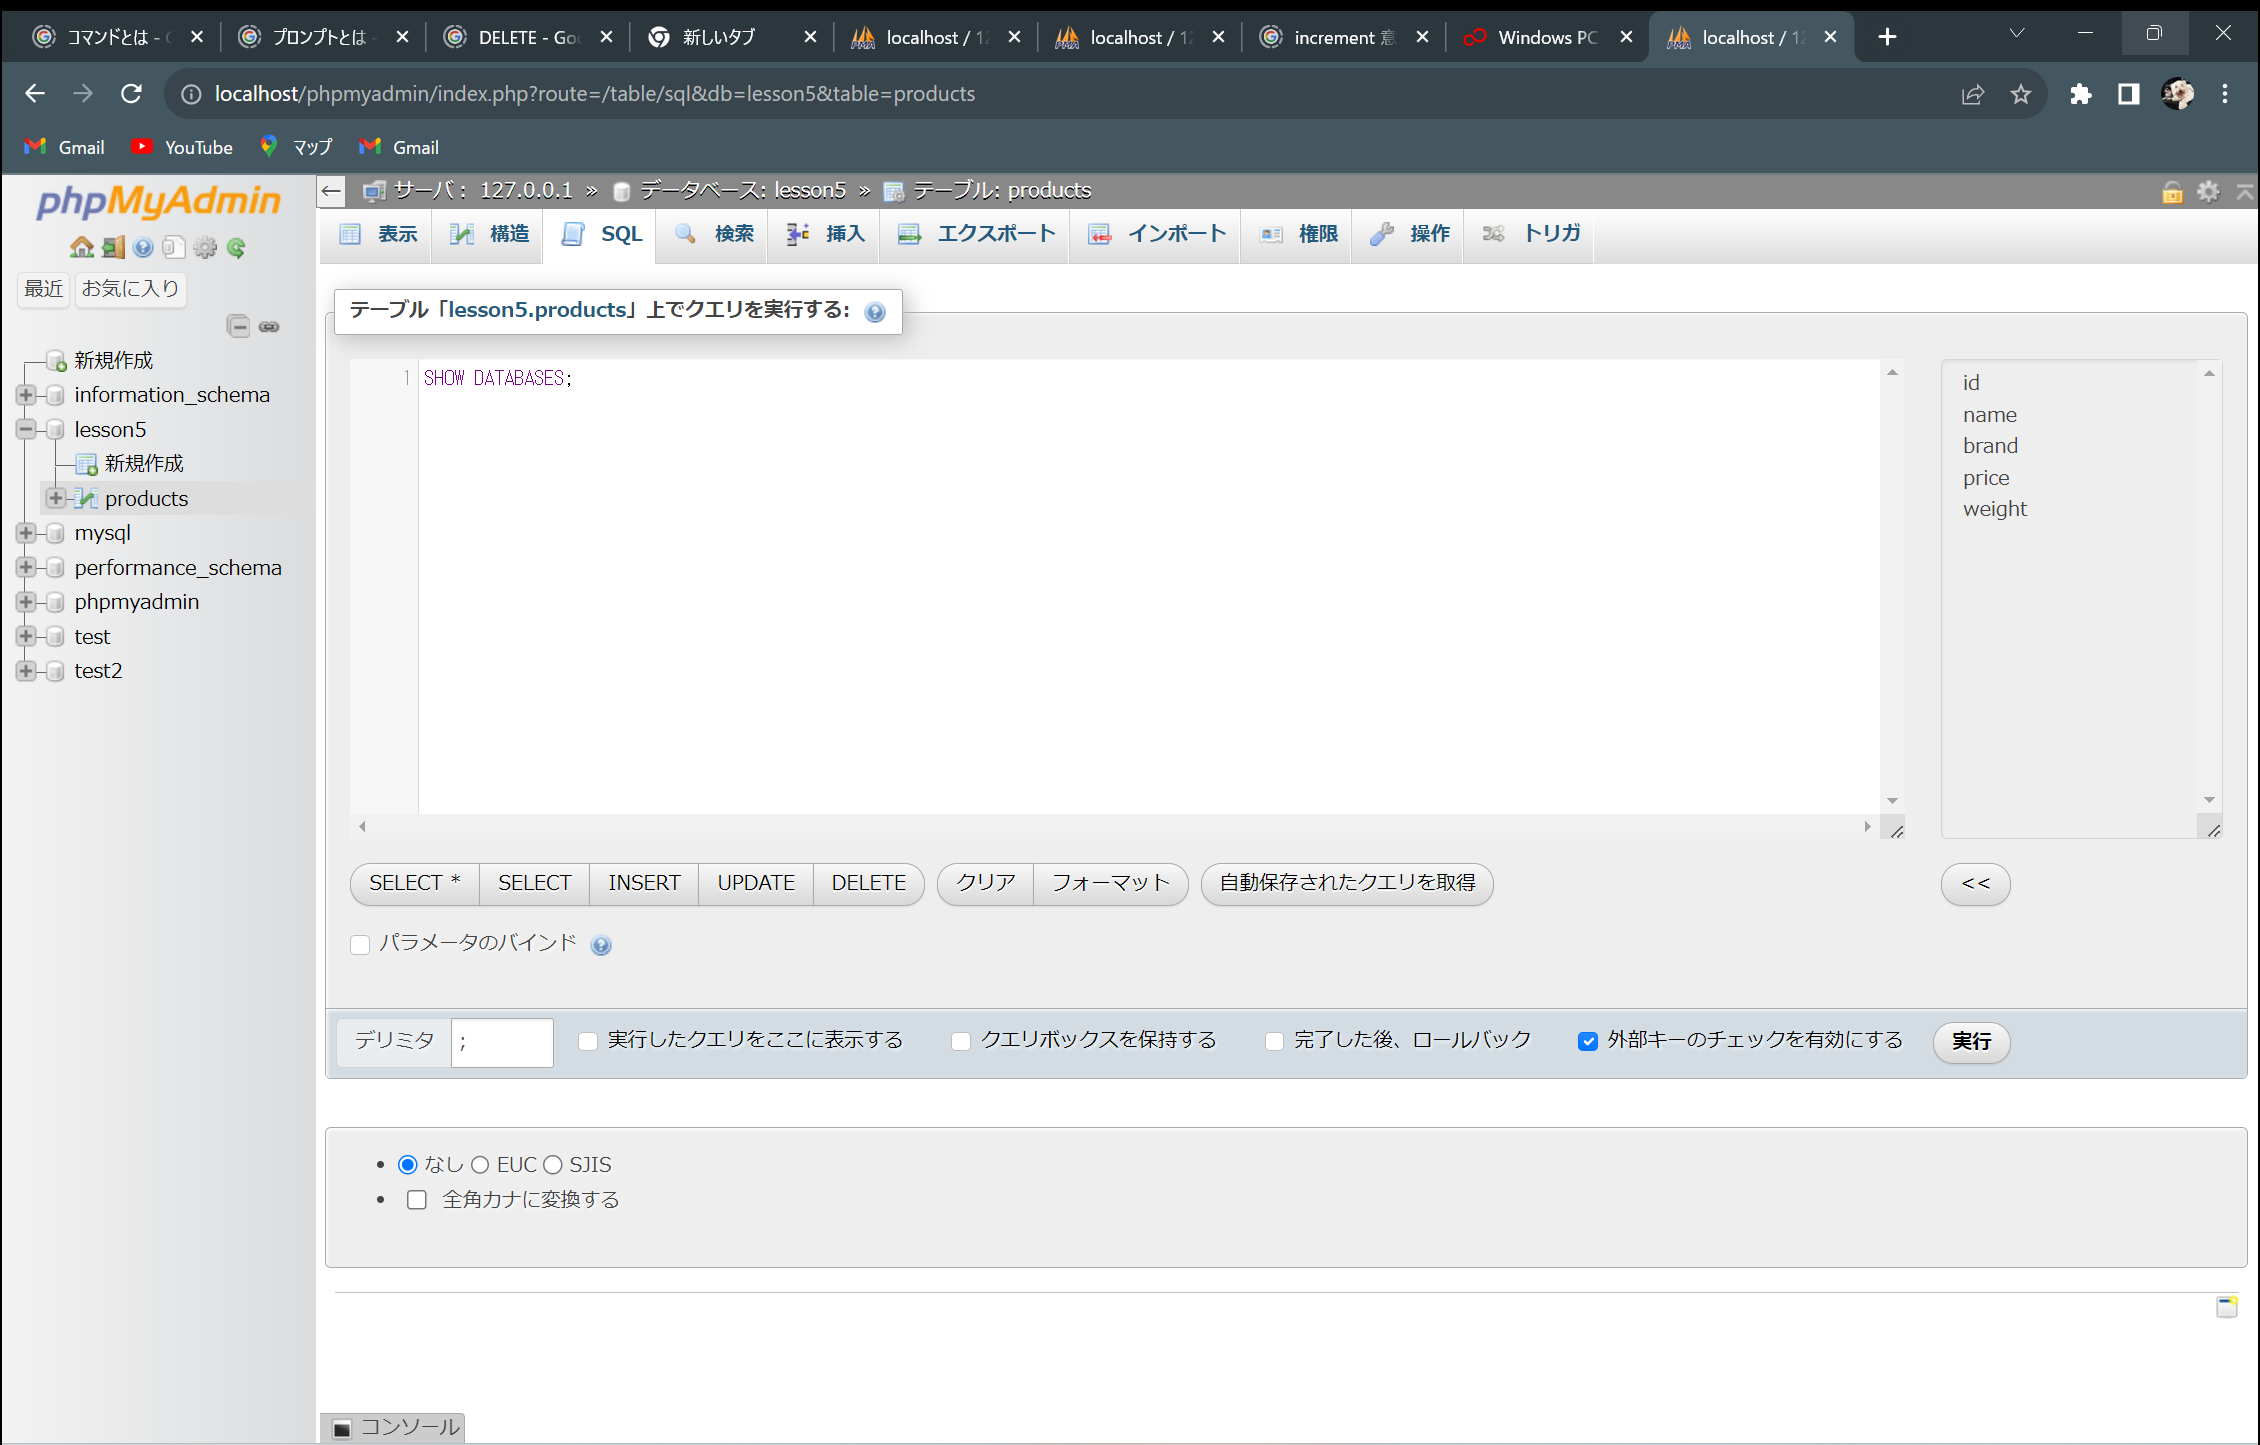 コマンドとは - プロンプトとは - DELETE - Goo 新しいタブ localhost / 12 localhost / 12 increment 意 Windows PC localhost / 12
localhost/phpmyadmin/index.php?route=/table/sql&db=lesson5&table=products
Gmail YouTube マップ Gmail
phpMyAdmin
最近 お気に入り
新規作成
information_schema
lesson5
新規作成
products
mysql
performance_schema
phpmyadmin
test
test2
サーバ: 127.0.0.1 » データベース: lesson5 » テーブル: products
表示 構造 SQL 検索 挿入 エクスポート インポート 権限 操作 トリガ
テーブル「lesson5.products」上でクエリを実行する:
1 SHOW DATABASES;
id
name
brand
price
weight
SELECT * SELECT INSERT UPDATE DELETE クリア フォーマット 自動保存されたクエリを取得 <<
パラメータのバインド
デリミタ ; 実行したクエリをここに表示する クエリボックスを保持する 完了した後、ロールバック 外部キーのチェックを有効にする 実行
なし EUC SJIS
全角カナに変換する
コンソール